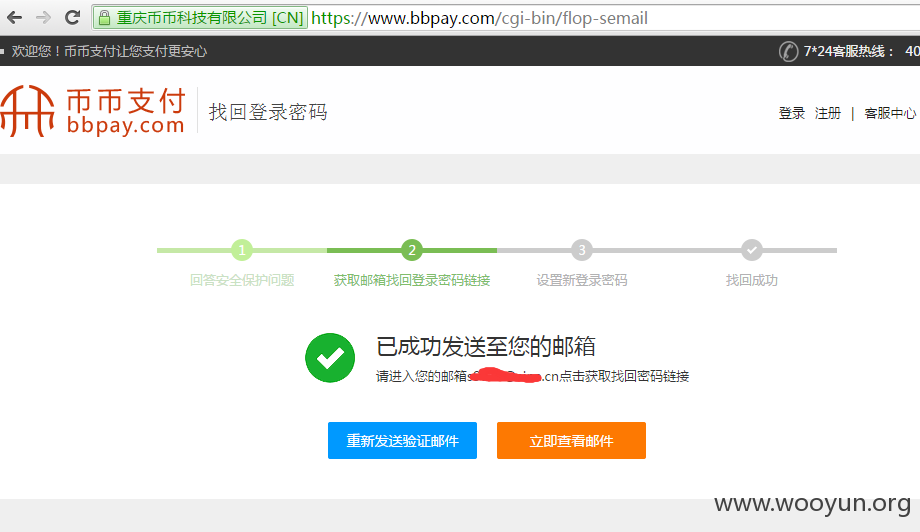 重庆币币科技有限公司 [CN] https://www.bbpay.com/cgi-bin/flop-semail
欢迎您！币币支付让您支付更安心
7*24客服热线： 40
币币支付
bbpay.com
找回登录密码
登录 注册 | 客服中心
1
2
3
回答安全保护问题
获取邮箱找回登录密码链接
设置新登录密码
找回成功
已成功发送至您的邮箱
请进入您的邮箱s .cn点击获取找回密码链接
重新发送验证邮件
立即查看邮件
www.wooyun.org